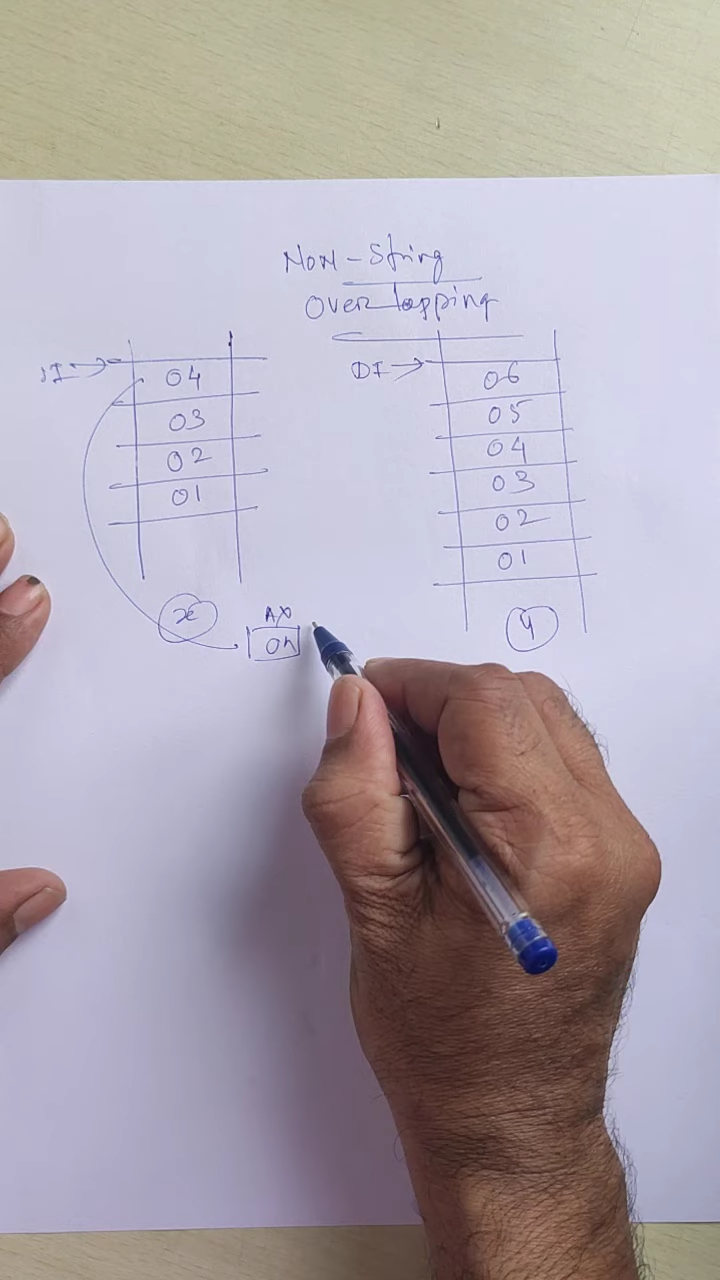 Non-String
Overlapping
SI→
04
03
02
01
x
AX
04
DI→
06
05
04
03
02
01
y